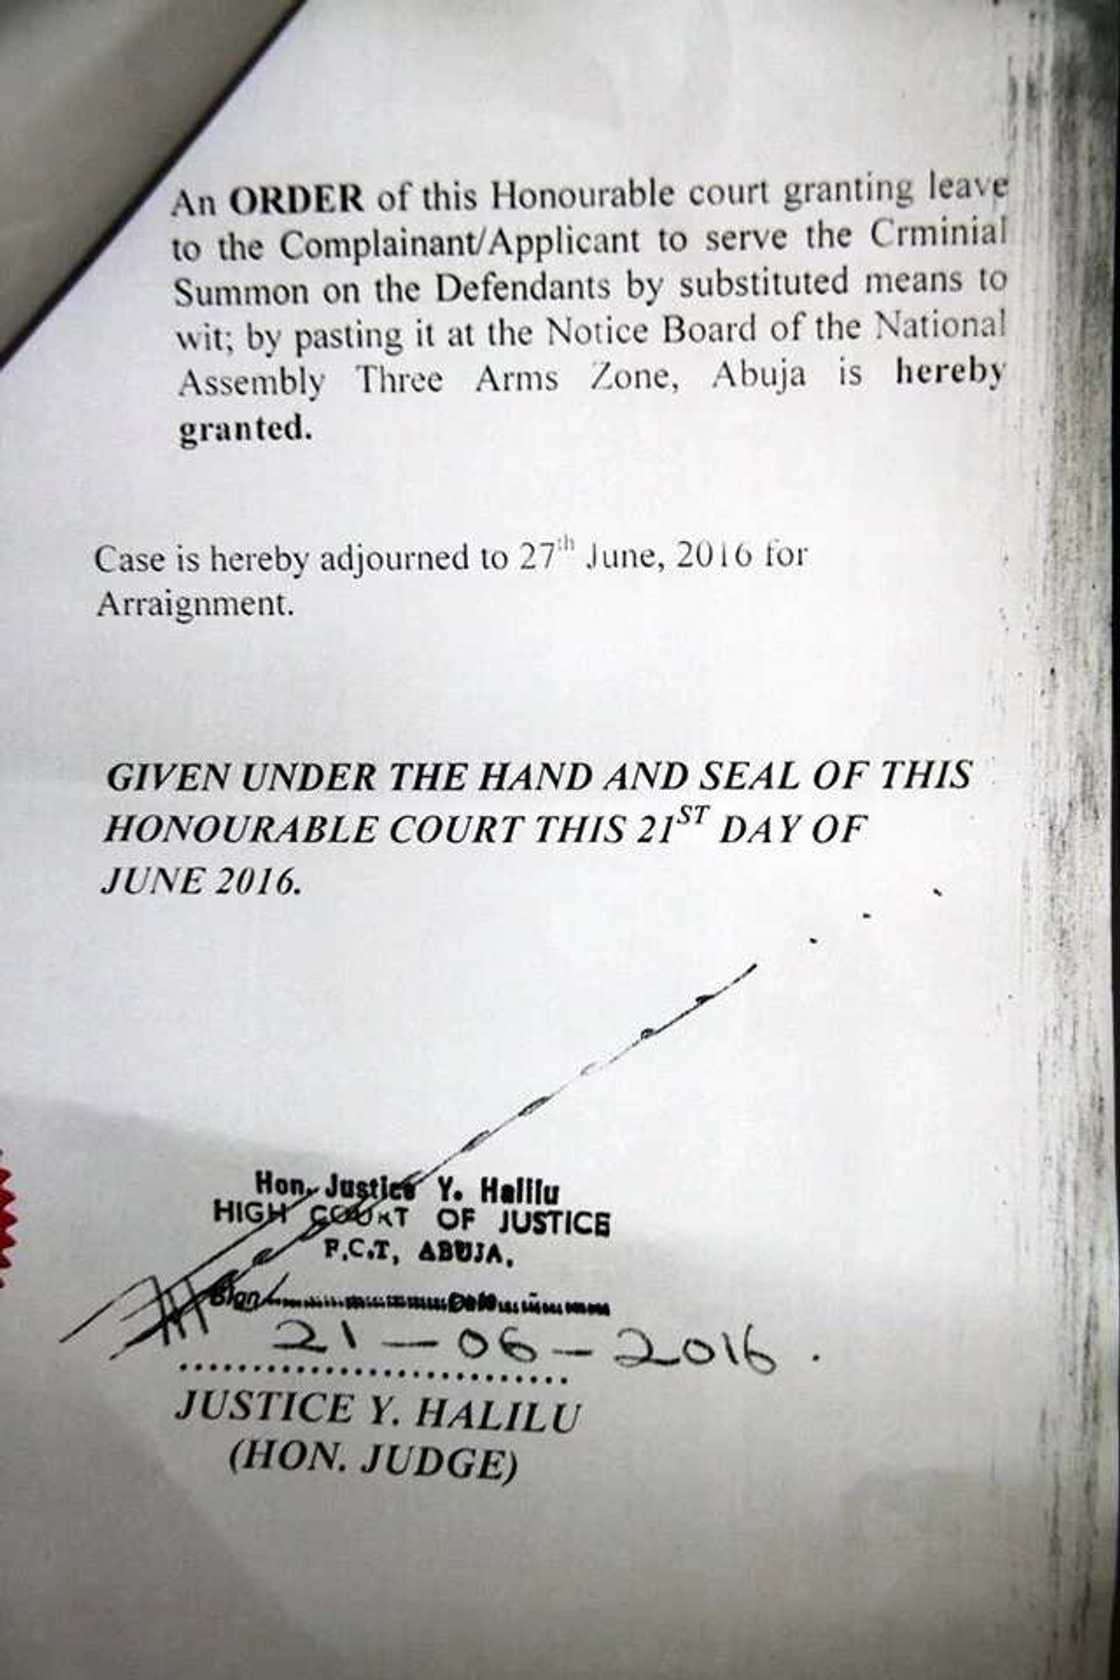 An ORDER of this Honourable court granting leave
to the Complainant/Applicant to serve the Crminial
Summon on the Defendants by substituted means to
wit; by pasting it at the Notice Board of the National
Assembly Three Arms Zone, Abuja is hereby
granted.
Case is hereby adjourned to 27th June, 2016 for
Arraignment.
GIVEN UNDER THE HAND AND SEAL OF THIS
HONOURABLE COURT THIS 21ST DAY OF
JUNE 2016.
Hon. Justice Y. Halilu
HIGH COURT OF JUSTICE
F.C.T, ABUJA.
Sign/..............Date..............
21-06-2016.
..............................
JUSTICE Y. HALILU
(HON. JUDGE)